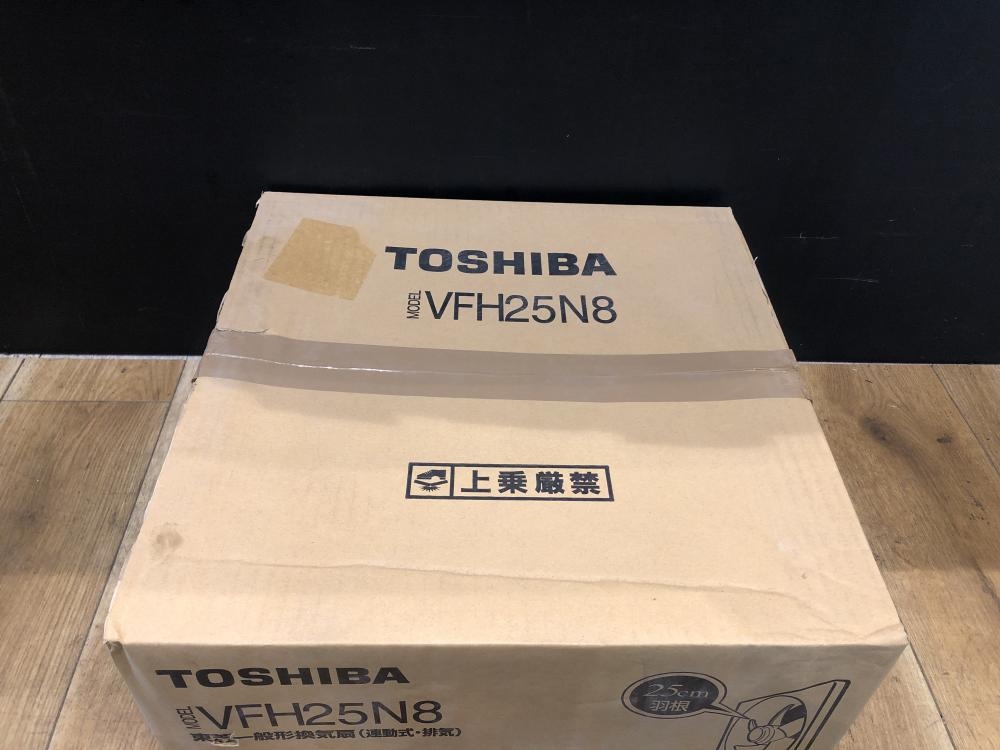 TOSHIBA
MODEL VFH25N8
上乗厳禁
TOSHIBA
MODEL VFH25N8
東芝一般形換気扇(連動式・排気)
25cm
羽根